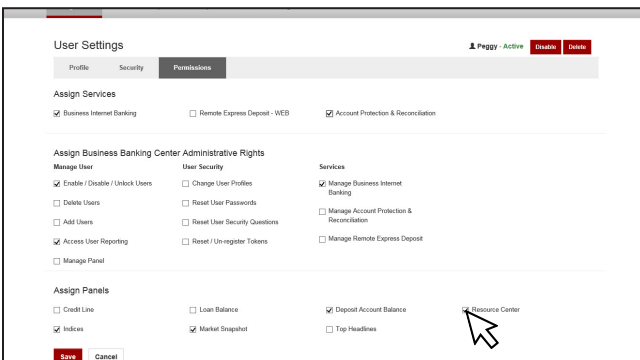 User Settings
Peggy - Active Disable Delete
Profile Security Permissions
Assign Services
Business Internet Banking Remote Express Deposit - WEB Account Protection & Reconciliation
Assign Business Banking Center Administrative Rights
Manage User User Security Services
Enable / Disable / Unlock Users Change User Profiles Manage Business Internet
Banking
Delete Users Reset User Passwords
Manage Account Protection &
Add Users Reset User Security Questions Reconciliation
Access User Reporting Reset / Un-register Tokens Manage Remote Express Deposit
Manage Panel
Assign Panels
Credit Line Loan Balance Deposit Account Balance Resource Center
Indices Market Snapshot Top Headlines
Save Cancel